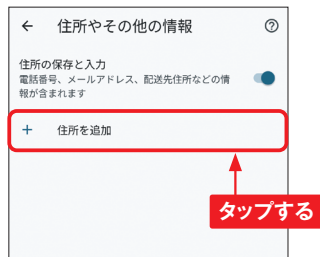 住所やその他の情報
住所の保存と入力
電話番号、メールアドレス、配送先住所などの情
報が含まれます
+ 住所を追加
タップする